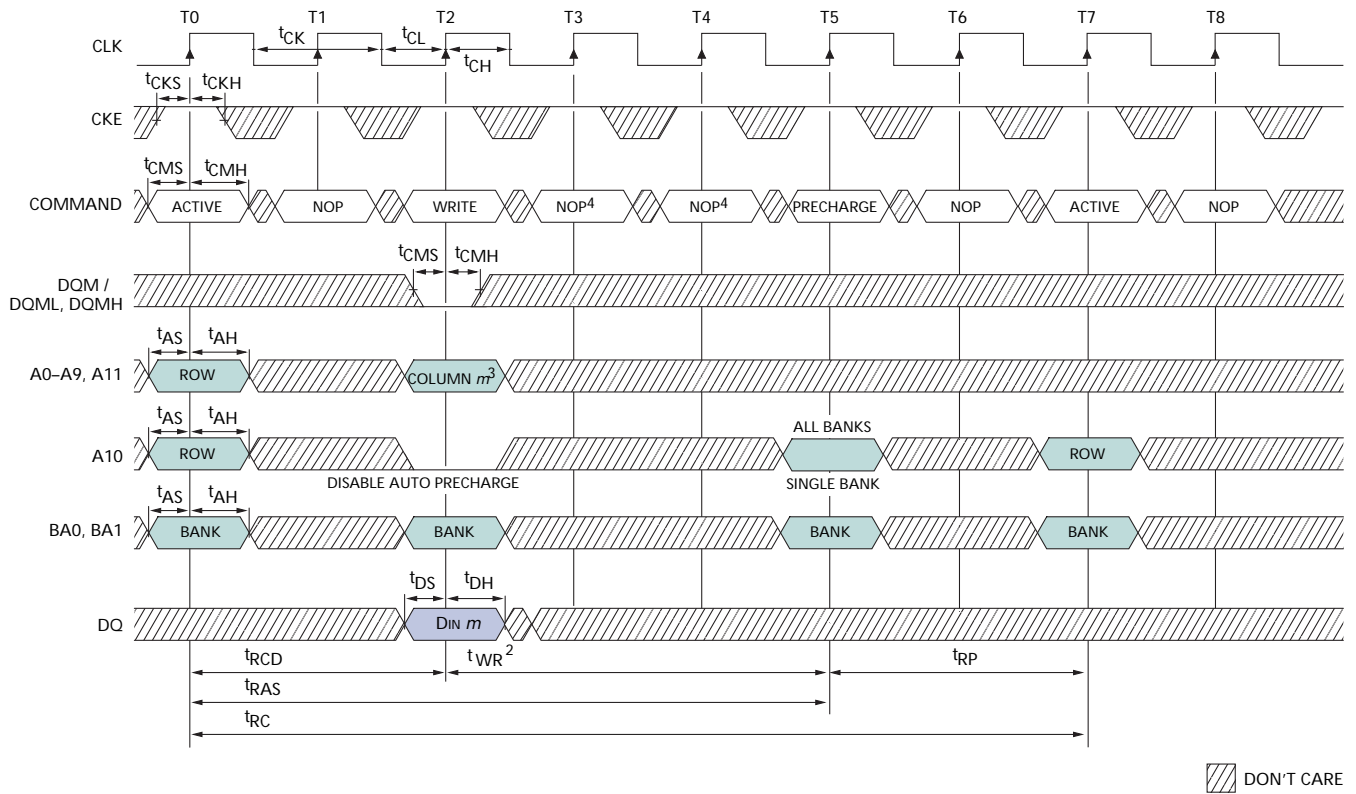 T0 T1 T2 T3 T4 T5 T6 T7 T8
CLK tCK tCL tCH
tCKS tCKH
CKE
tCMS tCMH
COMMAND ACTIVE NOP WRITE NOP4 NOP4 PRECHARGE NOP ACTIVE NOP
tCMS tCMH
DQM /
DQML, DQMH
tAS tAH
A0–A9, A11 ROW COLUMN m3
tAS tAH ALL BANKS
A10 ROW ROW
DISABLE AUTO PRECHARGE SINGLE BANK
tAS tAH
BA0, BA1 BANK BANK BANK BANK
tDS tDH
DQ DIN m
tRCD tWR2 tRP
tRAS
tRC
DON'T CARE